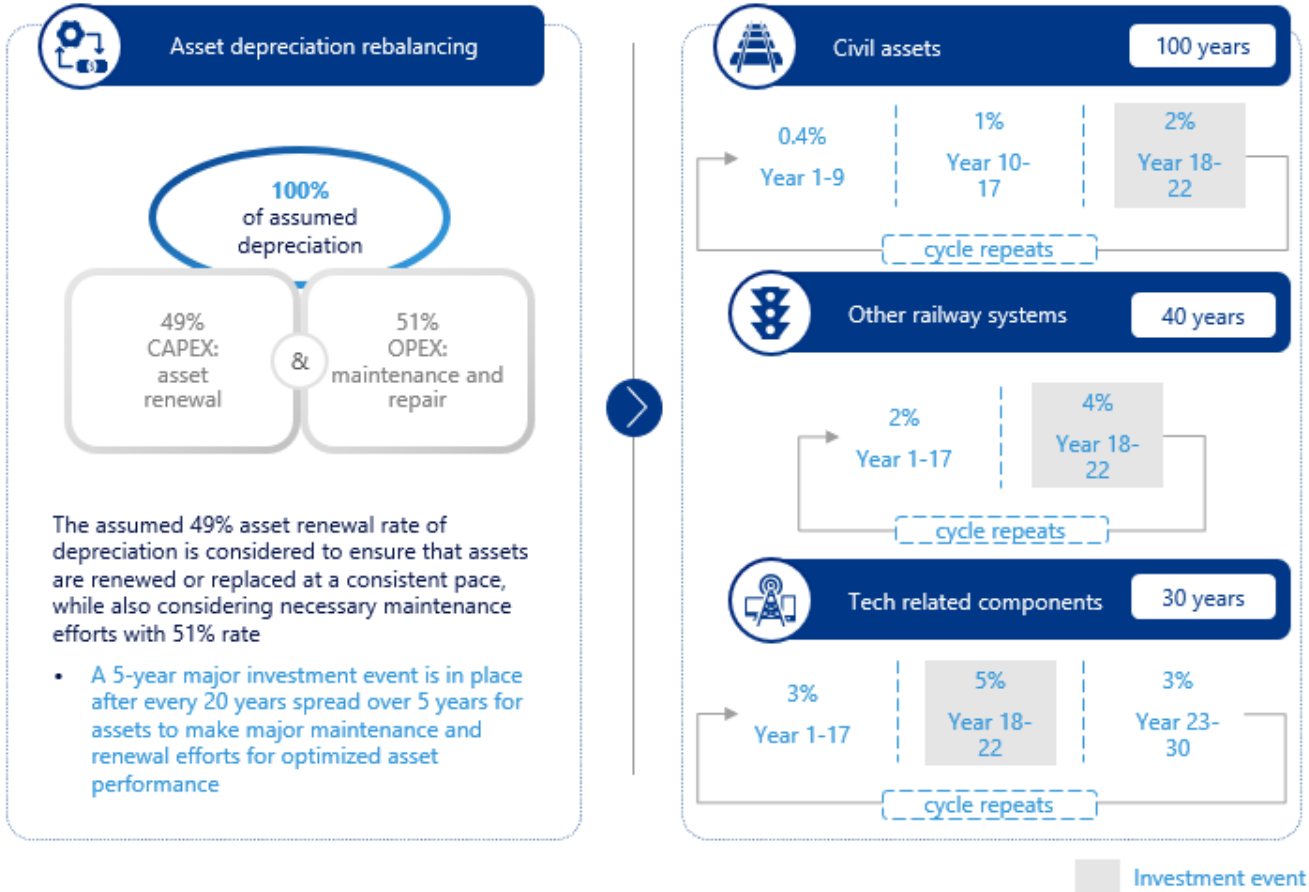 Asset depreciation rebalancing
100%
of assumed
depreciation
49%
CAPEX:
asset
renewal
&
51%
OPEX:
maintenance and
repair
The assumed 49% asset renewal rate of
depreciation is considered to ensure that assets
are renewed or replaced at a consistent pace,
while also considering necessary maintenance
efforts with 51% rate
• A 5-year major investment event is in place
after every 20 years spread over 5 years for
assets to make major maintenance and
renewal efforts for optimized asset
performance
Civil assets
100 years
0.4%
Year 1-9
1%
Year 10-
17
2%
Year 18-
22
cycle repeats
Other railway systems
40 years
2%
Year 1-17
4%
Year 18-
22
cycle repeats
Tech related components
30 years
3%
Year 1-17
5%
Year 18-
22
3%
Year 23-
30
cycle repeats
Investment event